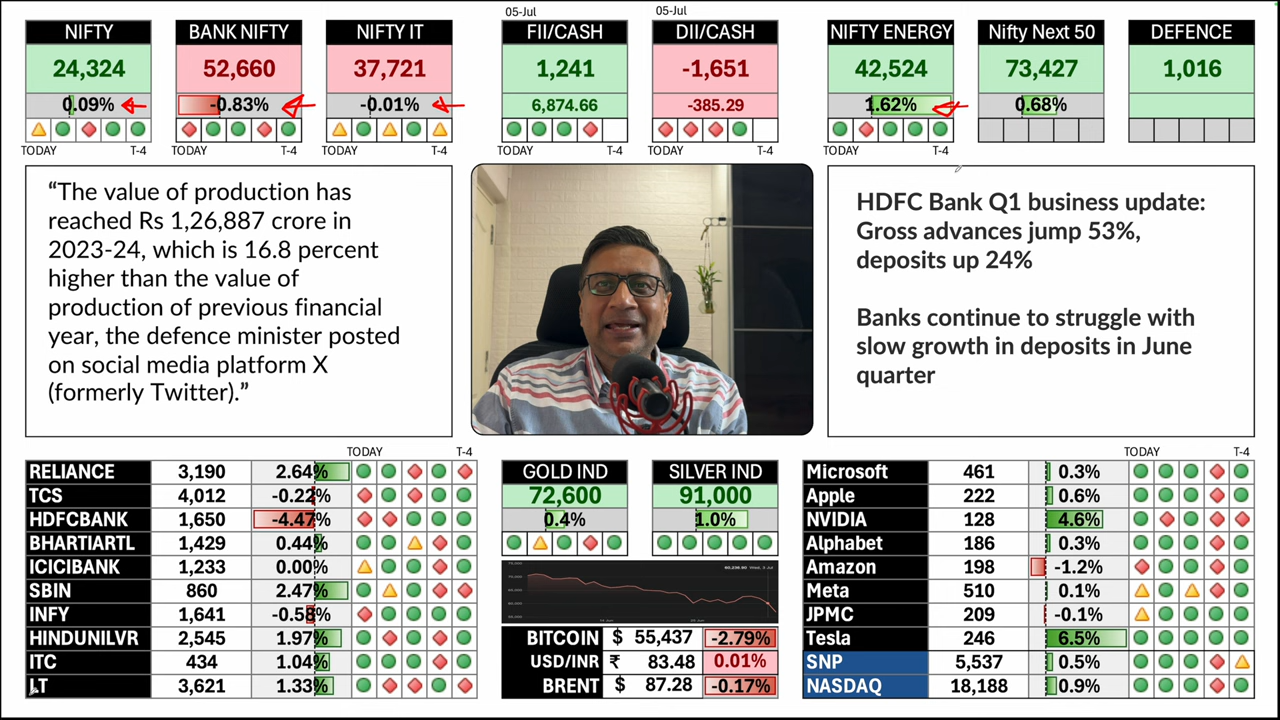 05-Jul
05-Jul
NIFTY
BANK NIFTY
NIFTY IT
FII/CASH
DII/CASH
NIFTY ENERGY
Nifty Next 50
DEFENCE
24,324
52,660
37,721
1,241
-1,651
42,524
73,427
1,016
0.09%
-0.83%
-0.01%
6,874.66
-385.29
1.62%
0.68%
TODAY T-4
TODAY T-4
TODAY T-4
TODAY T-4
TODAY T-4
TODAY T-4
“The value of production has
reached Rs 1,26,887 crore in
2023-24, which is 16.8 percent
higher than the value of
production of previous financial
year, the defence minister posted
on social media platform X
(formerly Twitter).”
HDFC Bank Q1 business update:
Gross advances jump 53%,
deposits up 24%
Banks continue to struggle with
slow growth in deposits in June
quarter
TODAY T-4
RELIANCE 3,190 2.64%
TCS 4,012 -0.22%
HDFCBANK 1,650 -4.47%
BHARTIARTL 1,429 0.44%
ICICIBANK 1,233 0.00%
SBIN 860 2.47%
INFY 1,641 -0.58%
HINDUNILVR 2,545 1.97%
ITC 434 1.04%
LT 3,621 1.33%
GOLD IND
SILVER IND
72,600
91,000
0.4%
1.0%
BITCOIN $ 55,437 -2.79%
USD/INR ₹ 83.48 0.01%
BRENT $ 87.28 -0.17%
TODAY T-4
Microsoft 461 0.3%
Apple 222 0.6%
NVIDIA 128 4.6%
Alphabet 186 0.3%
Amazon 198 -1.2%
Meta 510 0.1%
JPMC 209 -0.1%
Tesla 246 6.5%
SNP 5,537 0.5%
NASDAQ 18,188 0.9%